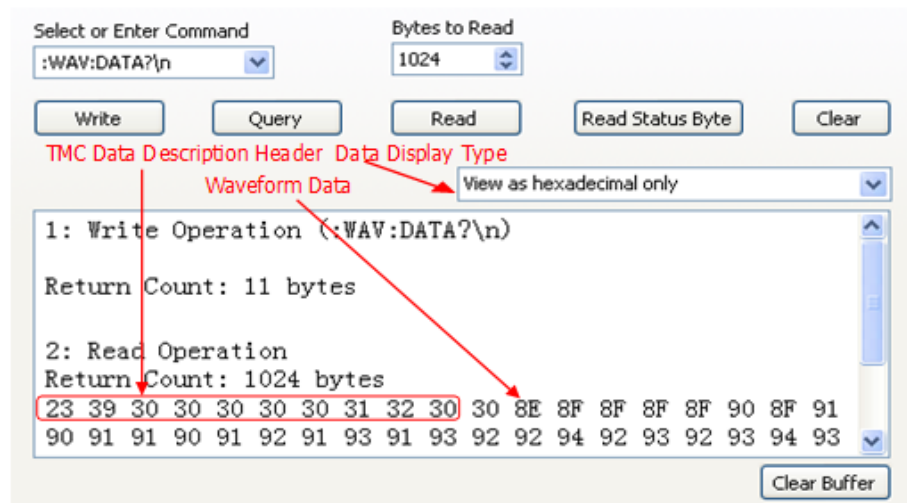 Select or Enter Command
Bytes to Read
:WAV:DATA?\n
1024
Write
Query
Read
Read Status Byte
Clear
TMC Data Description Header
Data Display Type
Waveform Data
View as hexadecimal only
1: Write Operation (:WAV:DATA?\n)
Return Count: 11 bytes
2: Read Operation
Return Count: 1024 bytes
23 39 30 30 30 30 30 31 32 30 30 8E 8F 8F 8F 8F 90 8F 91
90 91 91 90 91 92 91 93 91 93 92 92 94 92 93 92 93 94 93
Clear Buffer